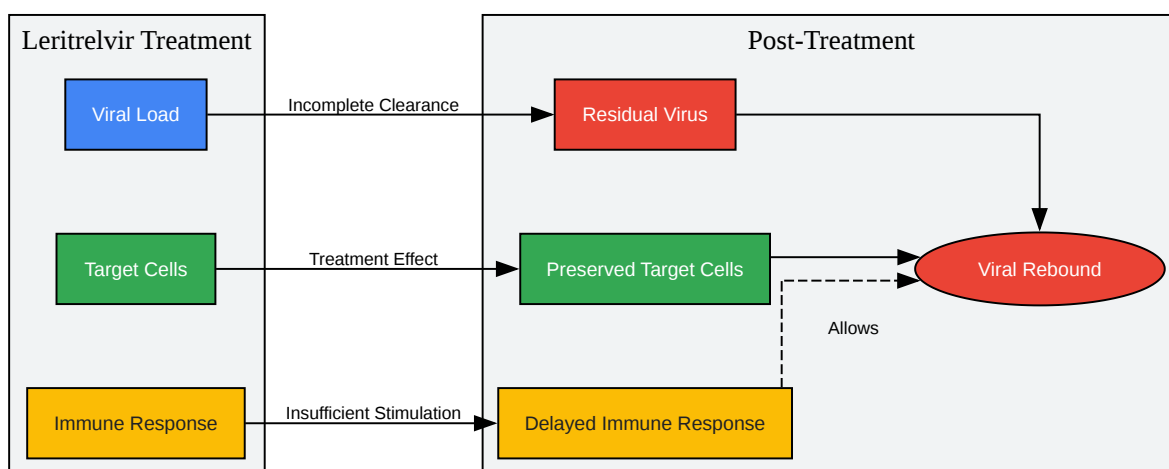 Leritrelvir Treatment
Post-Treatment
Viral Load
Incomplete Clearance
Residual Virus
Target Cells
Treatment Effect
Preserved Target Cells
Viral Rebound
Allows
Immune Response
Insufficient Stimulation
Delayed Immune Response